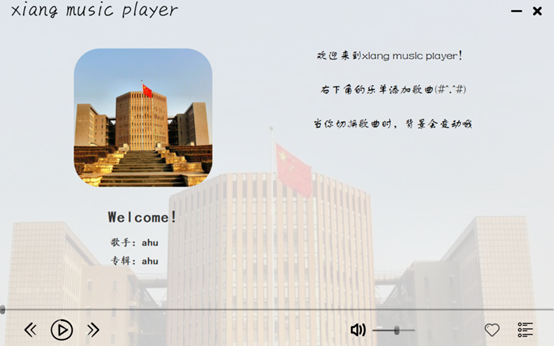 xiang music player
欢迎来到xiang music player!
右下角的乐单添加歌曲(#^.^#)
当你切换歌曲时，背景会变动哦
Welcome!
歌手：ahu
专辑：ahu